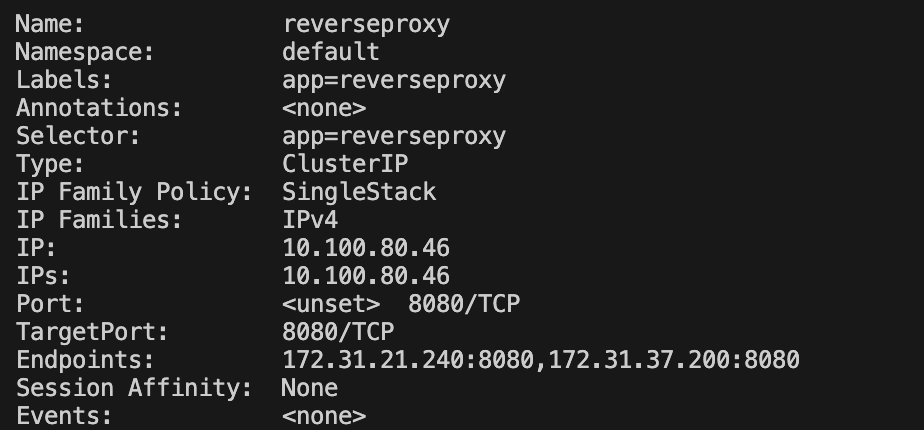 Name:              reverseproxy
Namespace:         default
Labels:            app=reverseproxy
Annotations:       <none>
Selector:          app=reverseproxy
Type:              ClusterIP
IP Family Policy:  SingleStack
IP Families:       IPv4
IP:                10.100.80.46
IPs:               10.100.80.46
Port:              <unset>  8080/TCP
TargetPort:        8080/TCP
Endpoints:         172.31.21.240:8080,172.31.37.200:8080
Session Affinity:  None
Events:            <none>